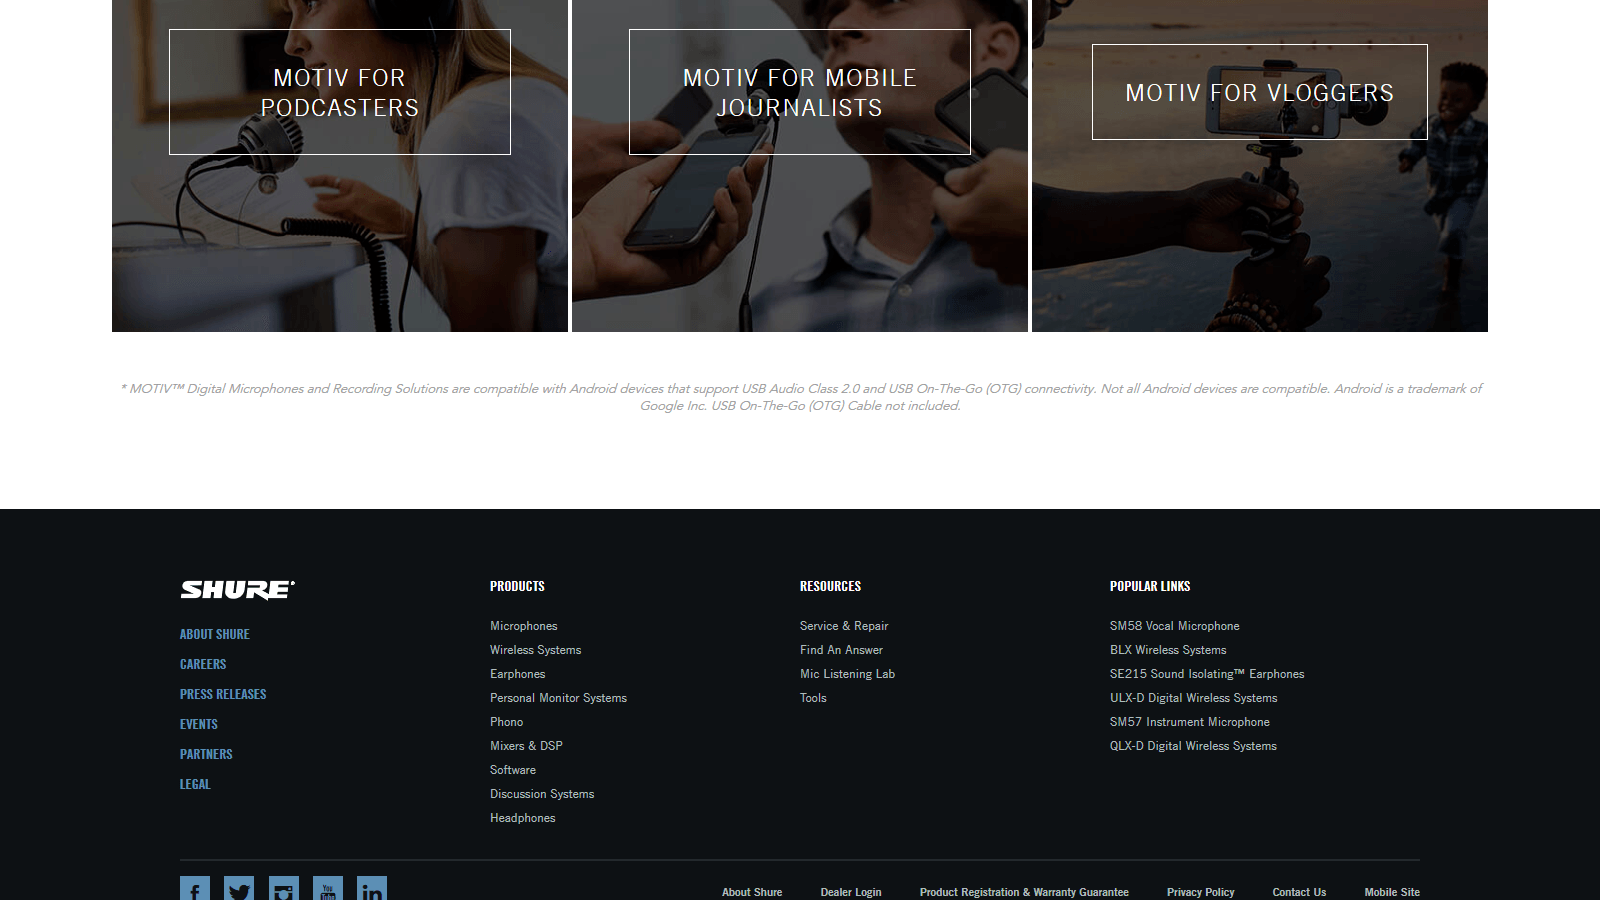 MOTIV FOR
PODCASTERS
MOTIV FOR MOBILE
JOURNALISTS
MOTIV FOR VLOGGERS
* MOTIV™ Digital Microphones and Recording Solutions are compatible with Android devices that support USB Audio Class 2.0 and USB On-The-Go (OTG) connectivity. Not all Android devices are compatible. Android is a trademark of
Google Inc. USB On-The-Go (OTG) Cable not included.
SHURE®
ABOUT SHURE
CAREERS
PRESS RELEASES
EVENTS
PARTNERS
LEGAL
PRODUCTS
Microphones
Wireless Systems
Earphones
Personal Monitor Systems
Phono
Mixers & DSP
Software
Discussion Systems
Headphones
RESOURCES
Service & Repair
Find An Answer
Mic Listening Lab
Tools
POPULAR LINKS
SM58 Vocal Microphone
BLX Wireless Systems
SE215 Sound Isolating™ Earphones
ULX-D Digital Wireless Systems
SM57 Instrument Microphone
QLX-D Digital Wireless Systems
f
You
Tube
in
About Shure
Dealer Login
Product Registration & Warranty Guarantee
Privacy Policy
Contact Us
Mobile Site